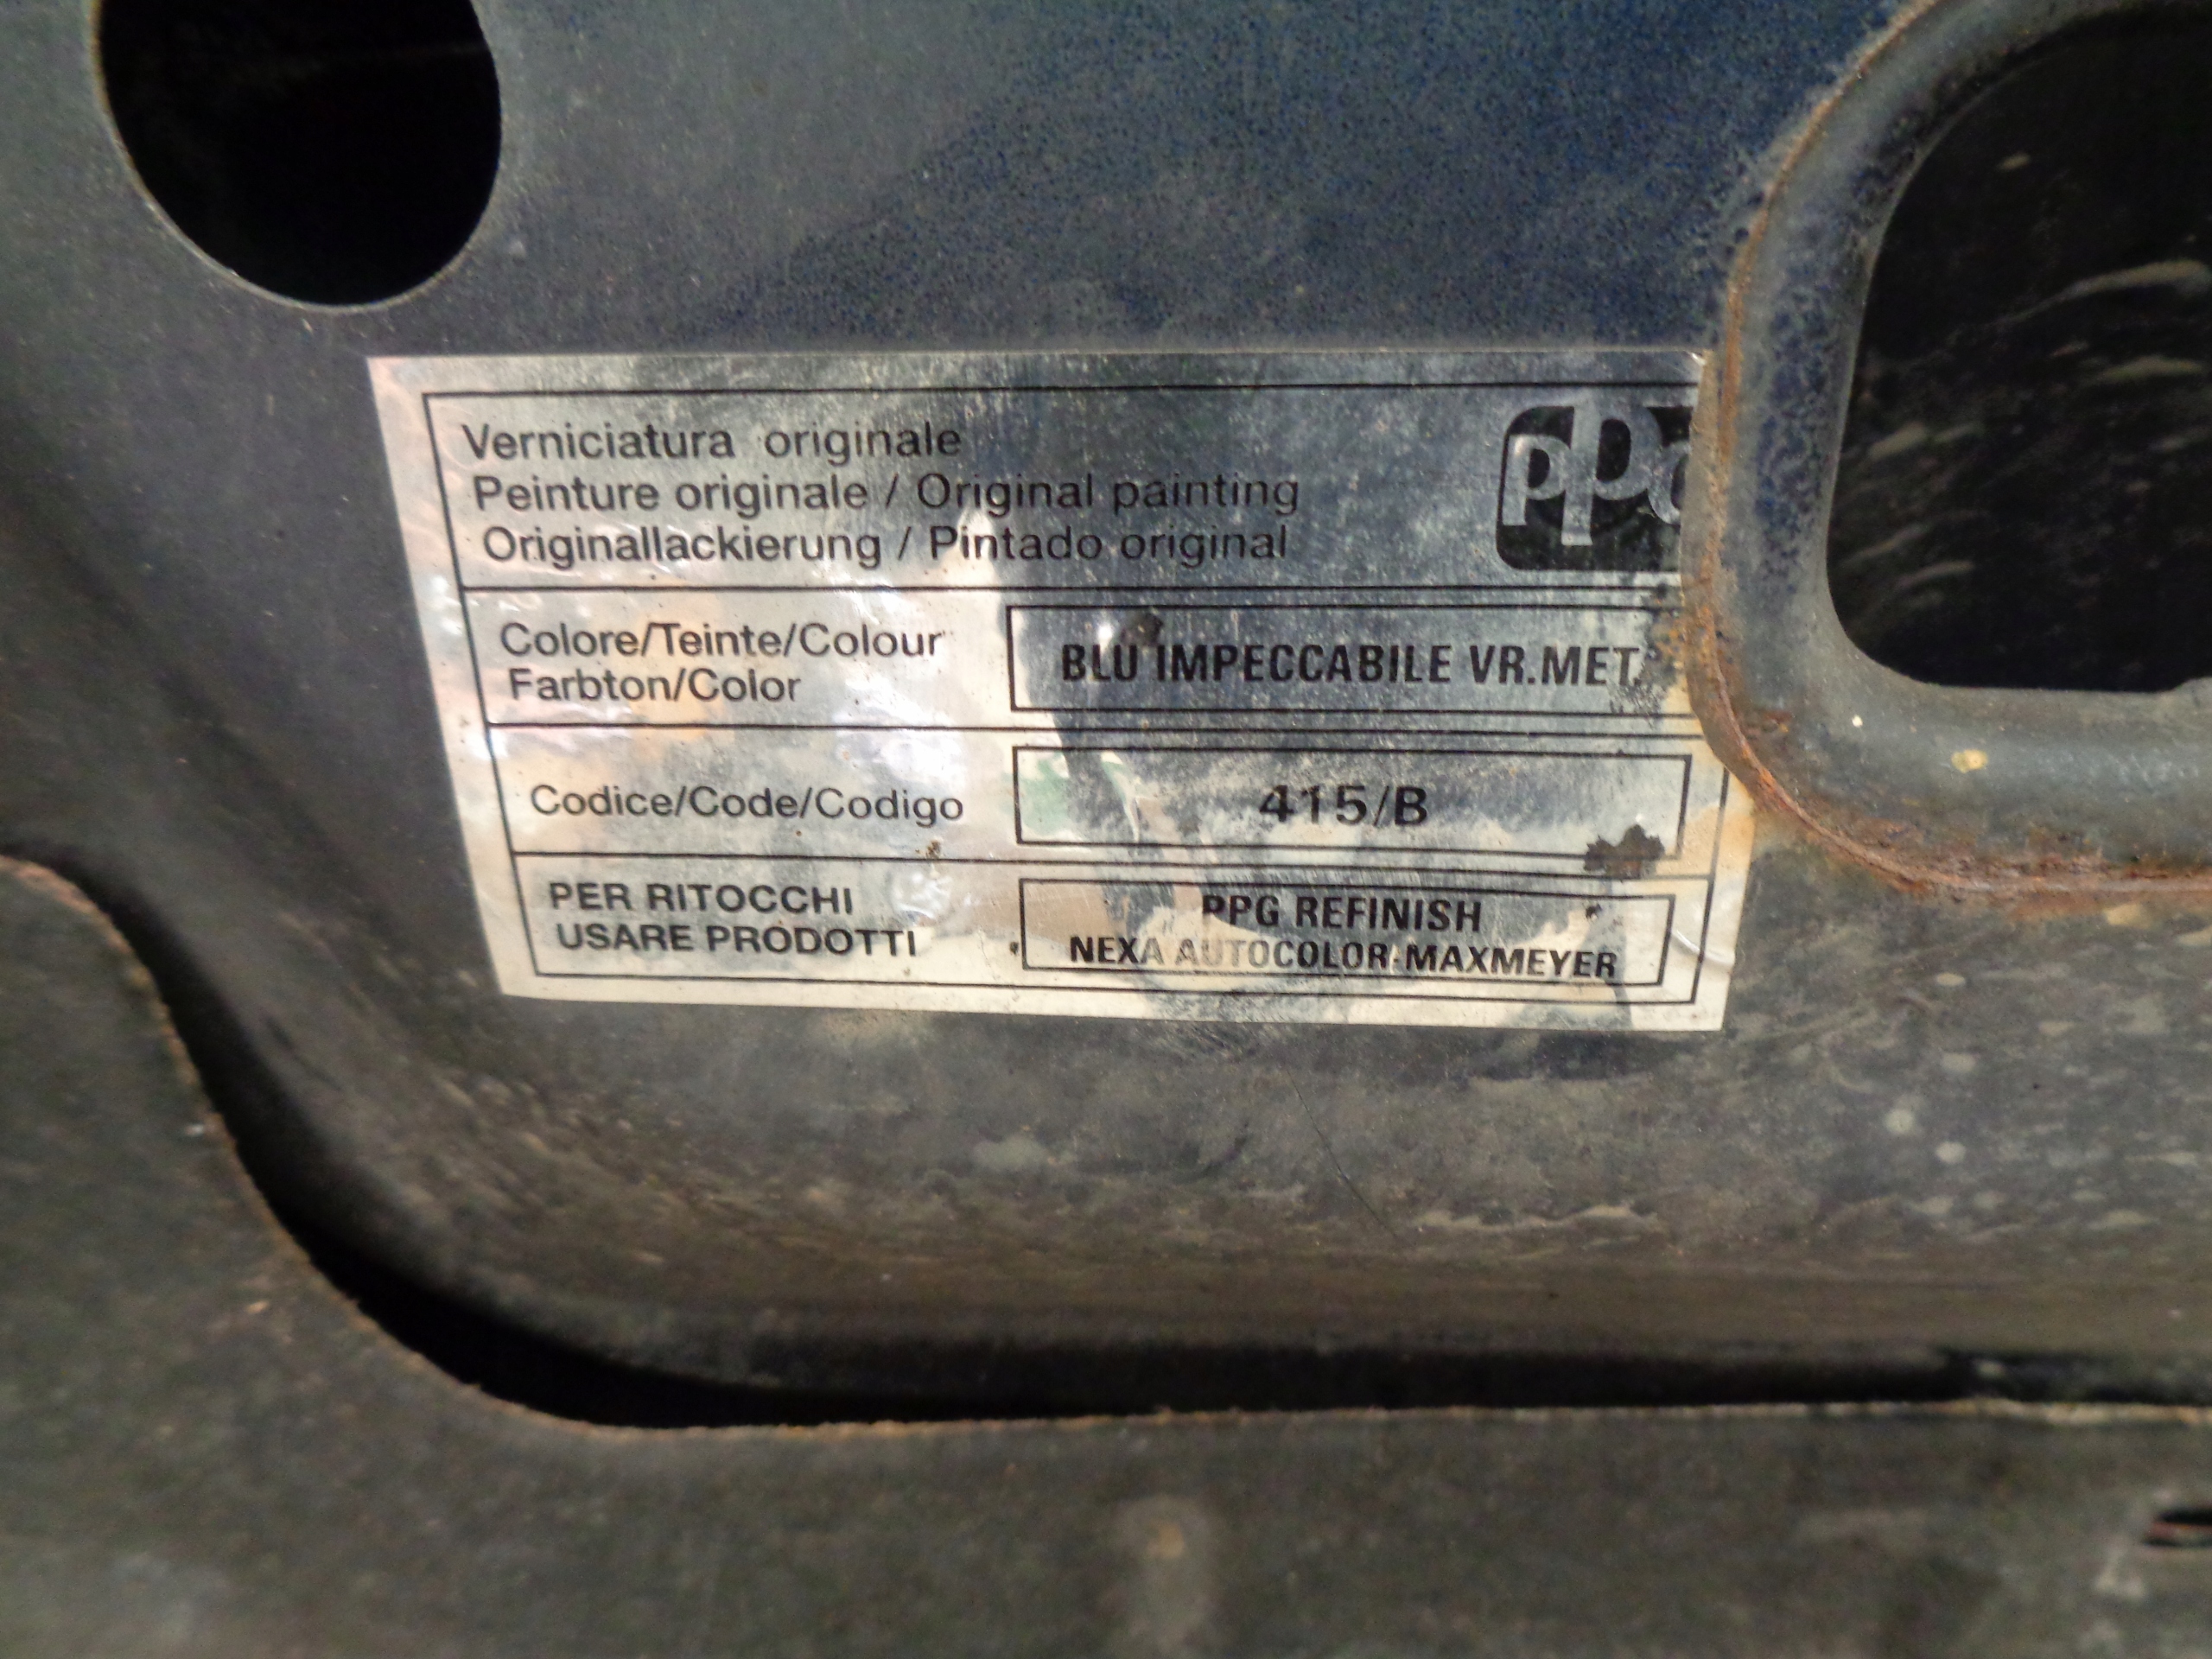 Verniciatura originale
Peinture originale / Original painting
Originallackierung / Pintado original
ppg
Colore/Teinte/Colour
Farbton/Color
BLU IMPECCABILE VR.MET.
Codice/Code/Codigo
415/B
PER RITOCCHI
USARE PRODOTTI
PPG REFINISH
NEXA AUTOCOLOR-MAXMEYER